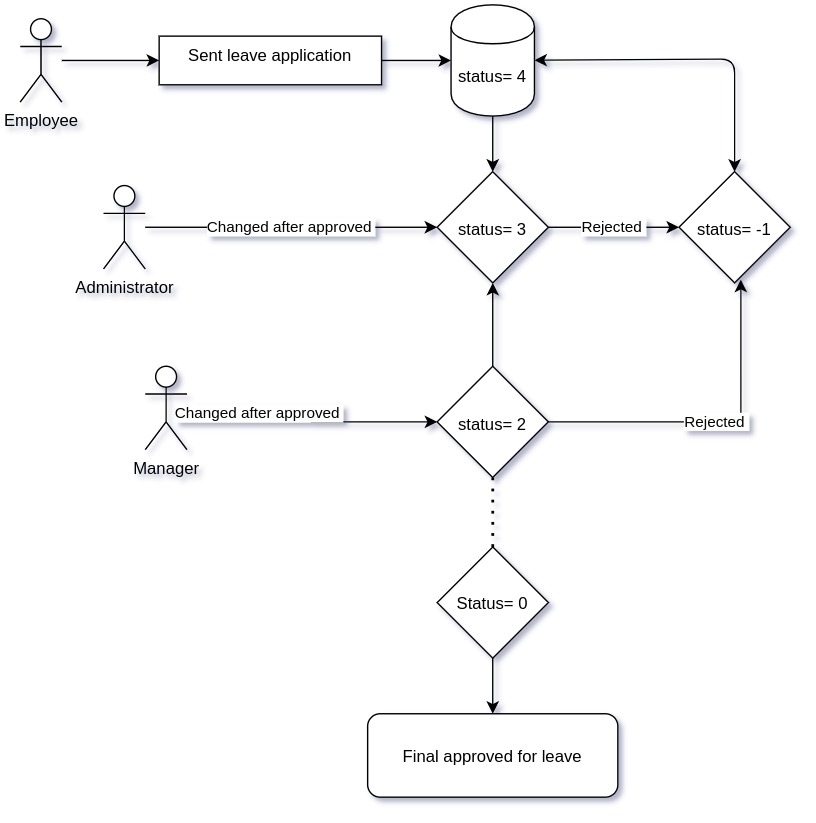 Sent leave application
status= 4
Employee
Changed after approved
status= 3
Rejected
status= -1
Administrator
Changed after approved
status= 2
Rejected
Manager
Status= 0
Final approved for leave